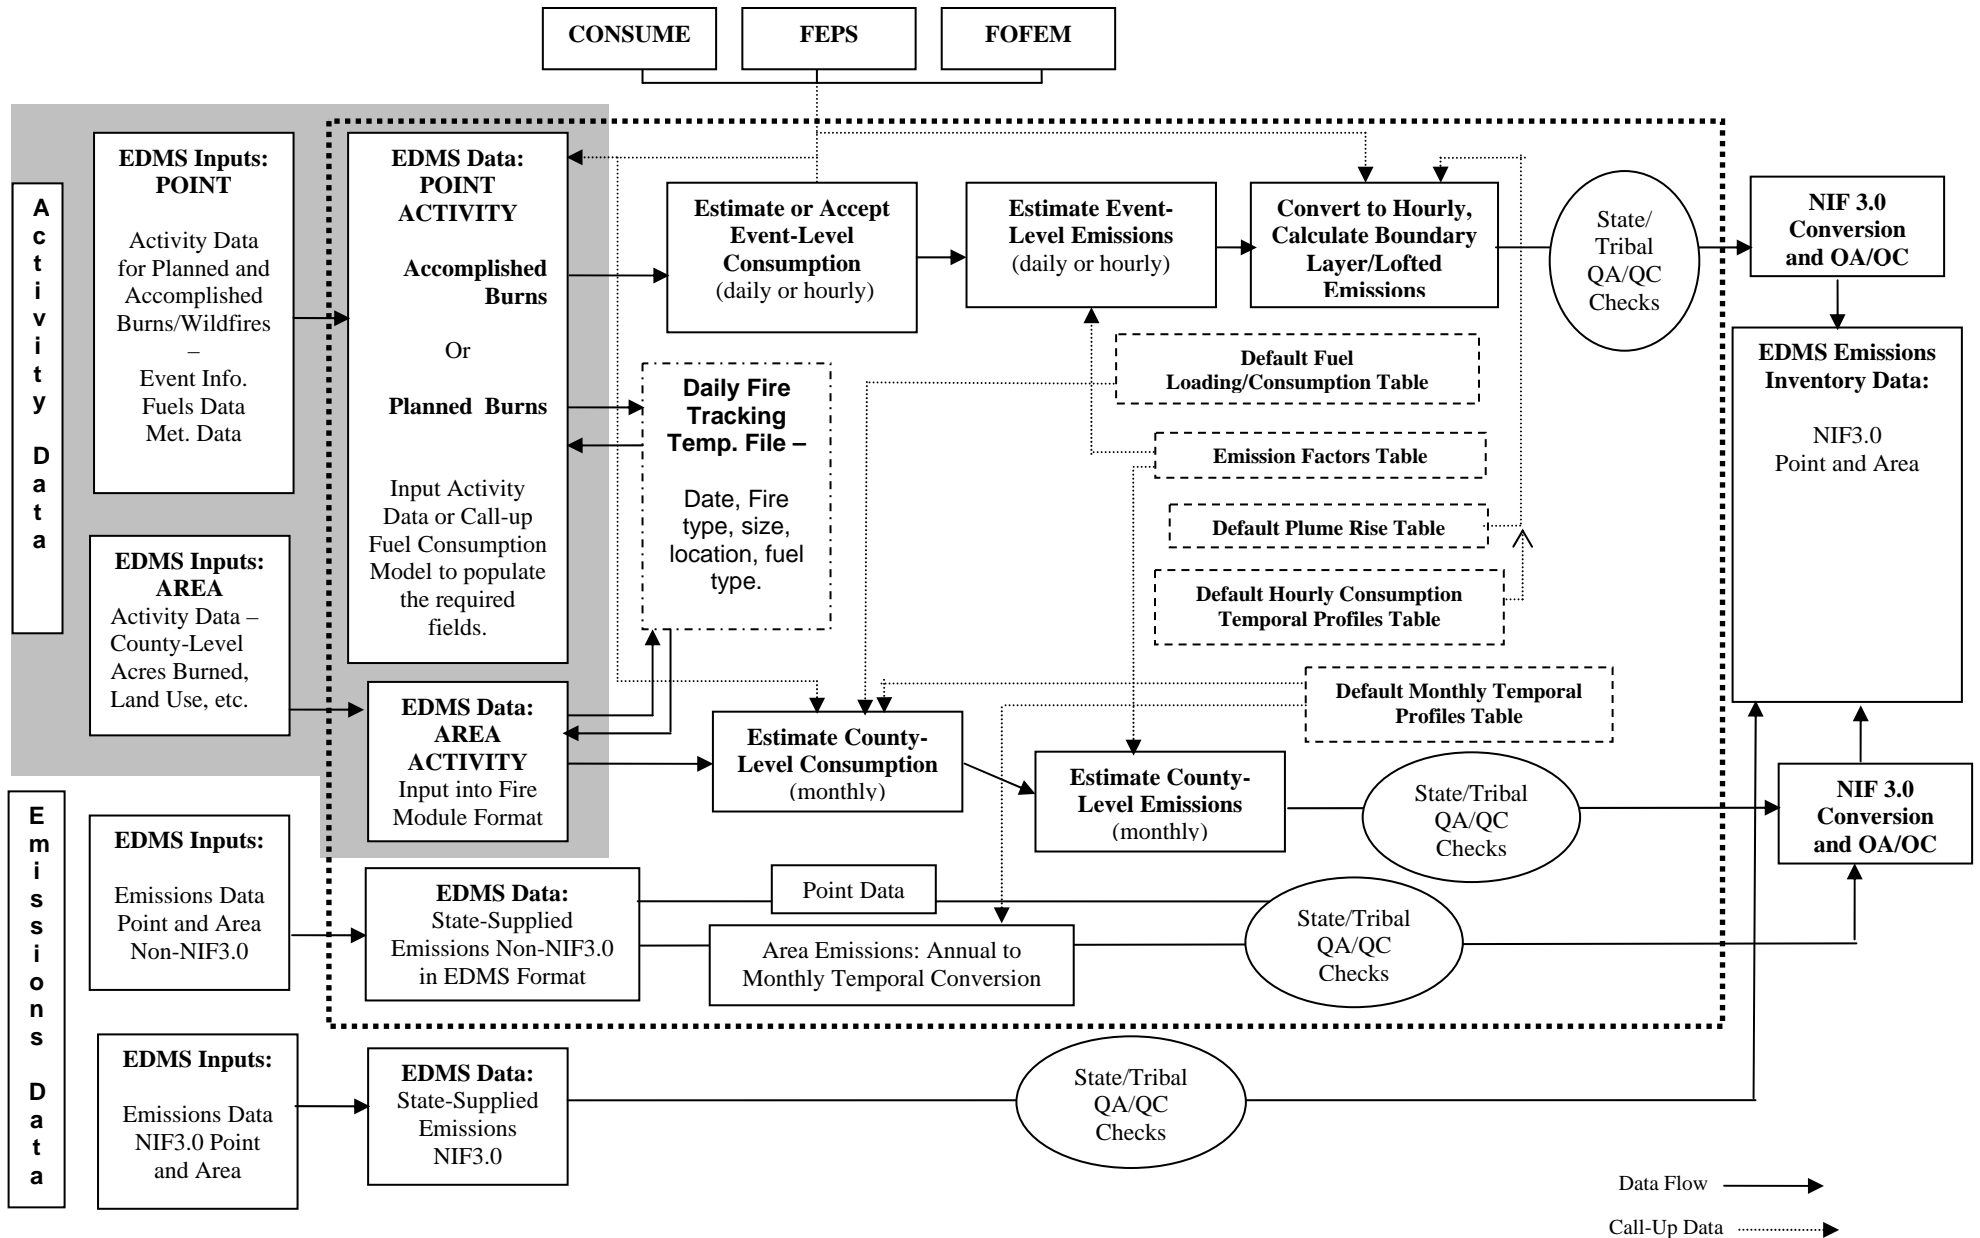 CONSUME
FEPS
FOFEM
Activity Data
EDMS Inputs:
POINT
Activity Data
for Planned and
Accomplished
Burns/Wildfires
–
Event Info.
Fuels Data
Met. Data
EDMS Data:
POINT
ACTIVITY
Accomplished
Burns
Or
Planned Burns
Input Activity
Data or Call-up
Fuel Consumption
Model to populate
the required
fields.
Estimate or Accept
Event-Level
Consumption
(daily or hourly)
Estimate Event-
Level Emissions
(daily or hourly)
Convert to Hourly,
Calculate Boundary
Layer/Lofted
Emissions
State/
Tribal
QA/QC
Checks
NIF 3.0
Conversion
and QA/QC
Daily Fire
Tracking
Temp. File –
Date, Fire
type, size,
location, fuel
type.
Default Fuel
Loading/Consumption Table
Emission Factors Table
Default Plume Rise Table
Default Hourly Consumption
Temporal Profiles Table
Default Monthly Temporal
Profiles Table
EDMS Emissions
Inventory Data:
NIF3.0
Point and Area
EDMS Inputs:
AREA
Activity Data –
County-Level
Acres Burned,
Land Use, etc.
EDMS Data:
AREA
ACTIVITY
Input into Fire
Module Format
Estimate County-
Level Consumption
(monthly)
Estimate County-
Level Emissions
(monthly)
State/Tribal
QA/QC
Checks
NIF 3.0
Conversion
and QA/QC
Emissions Data
EDMS Inputs:
Emissions Data
Point and Area
Non-NIF3.0
EDMS Data:
State-Supplied
Emissions Non-NIF3.0
in EDMS Format
Point Data
Area Emissions: Annual to
Monthly Temporal Conversion
State/Tribal
QA/QC
Checks
EDMS Inputs:
Emissions Data
NIF3.0 Point
and Area
EDMS Data:
State-Supplied
Emissions
NIF3.0
State/Tribal
QA/QC
Checks
Data Flow
Call-Up Data